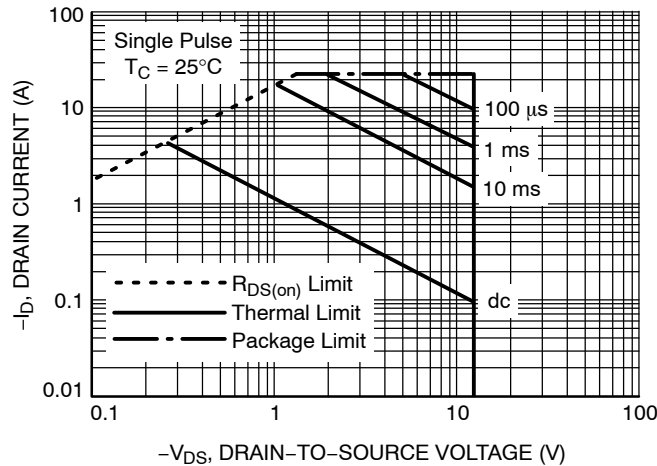 100
10
1
0.1
0.01
-I_D, DRAIN CURRENT (A)
Single Pulse
T_C = 25°C
100 µs
1 ms
10 ms
dc
R_DS(on) Limit
Thermal Limit
Package Limit
0.1
1
10
100
-V_DS, DRAIN-TO-SOURCE VOLTAGE (V)